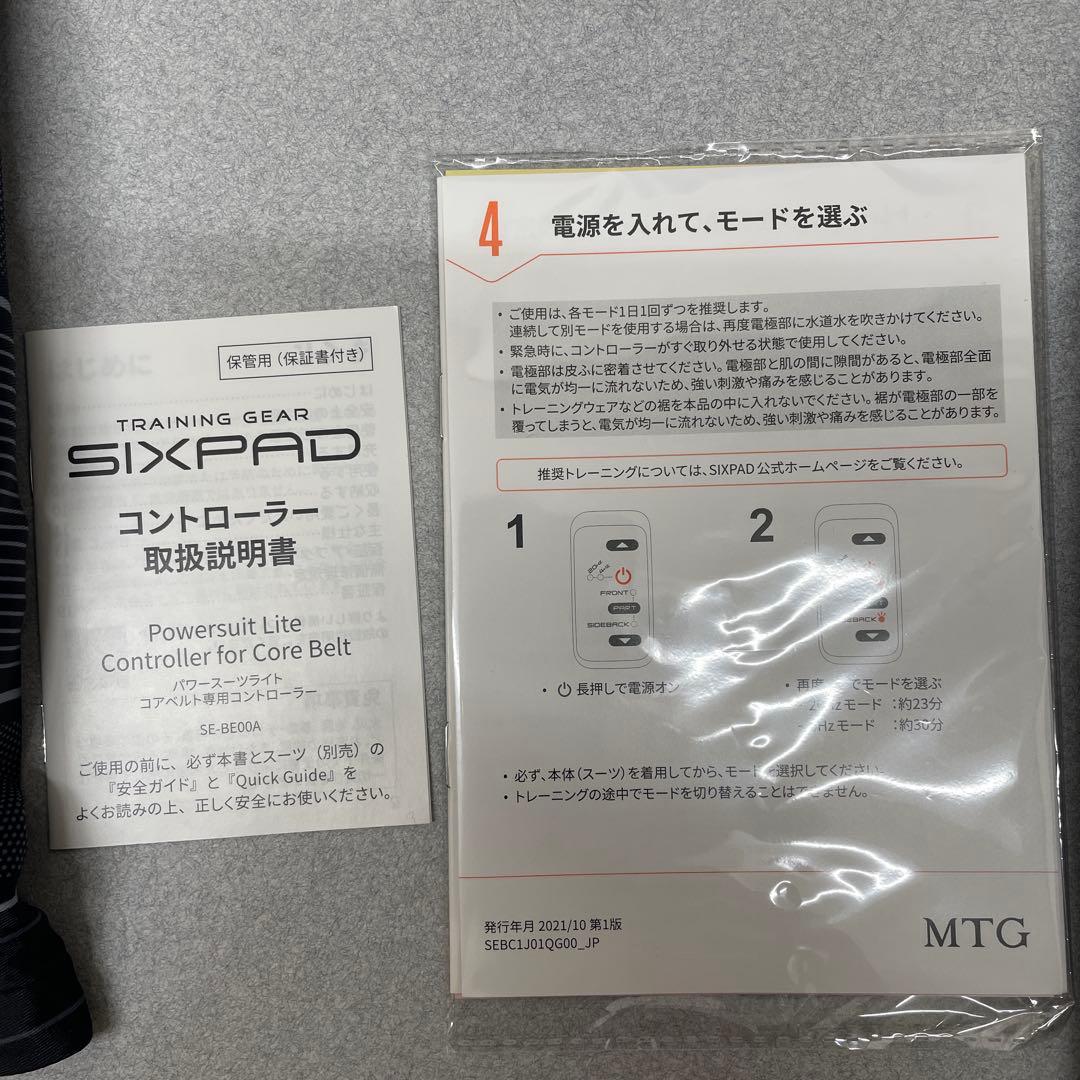 保管用（保証書付き）
TRAINING GEAR
SIXPAD
コントローラー
取扱説明書
Powersuit Lite
Controller for Core Belt
パワースーツライト
コアベルト専用コントローラー
SE-BE00A
ご使用の前に、必ず本書とスーツ（別売）の
『安全ガイド』と『Quick Guide』を
よくお読みの上、正しく安全にお使いください。
4
電源を入れて、モードを選ぶ
・ご使用は、各モード1日1回ずつを推奨します。
連続して別モードを使用する場合は、再度電極部に水道水を吹きかけてください。
・緊急時に、コントローラーがすぐ取り外せる状態で使用してください。
・電極部は皮ふに密着させてください。電極部と肌の間に隙間があると、電極部全面
に電気が均一に流れないため、強い刺激や痛みを感じることがあります。
・トレーニングウェアなどの裾を本品の中に入れないでください。裾が電極部の一部を
覆ってしまうと、電気が均一に流れないため、強い刺激や痛みを感じることがあります。
推奨トレーニングについては、SIXPAD公式ホームページをご覧ください。
1
20Hz
4Hz
FRONT
PART
SIDEBACK
・長押しで電源オン
2
EBACK
・再度 でモードを選ぶ
2 Hzモード ：約23分
Hzモード ：約30分
・必ず、本体（スーツ）を着用してから、モードを選択してください。
・トレーニングの途中でモードを切り替えることはできません。
発行年月 2021/10 第1版
SEBC1J01QG00_JP
MTG